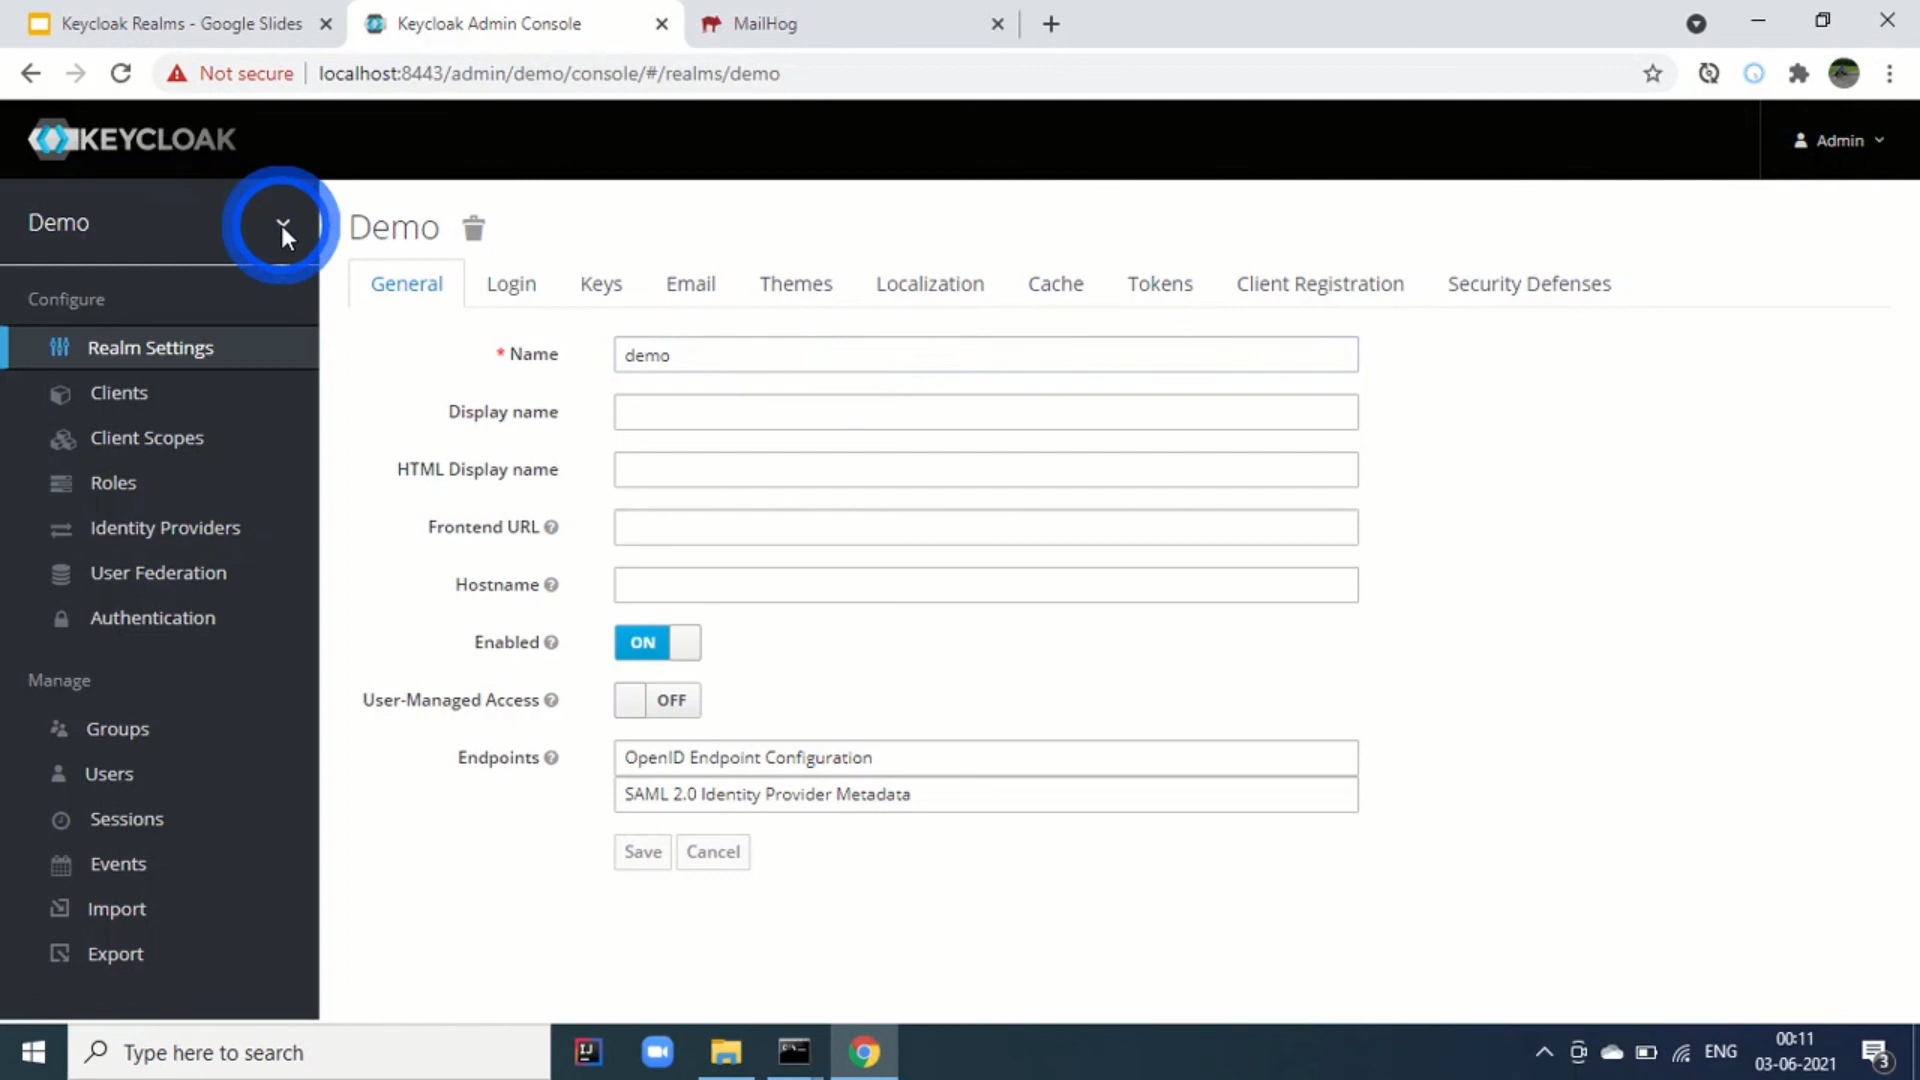 Keycloak Realms - Google Slides
Keycloak Admin Console
MailHog
Not secure
localhost:8443/admin/demo/console/#/realms/demo
KEYCLOAK
Admin
Demo
Demo
General
Login
Keys
Email
Themes
Localization
Cache
Tokens
Client Registration
Security Defenses
Configure
Realm Settings
Clients
Client Scopes
Roles
Identity Providers
User Federation
Authentication
Manage
Groups
Users
Sessions
Events
Import
Export
* Name
demo
Display name
HTML Display name
Frontend URL
Hostname
Enabled
ON
User-Managed Access
OFF
Endpoints
OpenID Endpoint Configuration
SAML 2.0 Identity Provider Metadata
Save
Cancel
Type here to search
IJ
ENG
00:11
03-06-2021
3